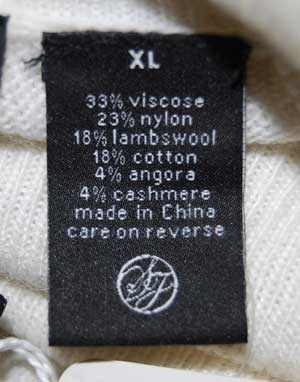 XL
33% viscose
23% nylon
18% lambswool
18% cotton
4% angora
4% cashmere
made in China
care on reverse